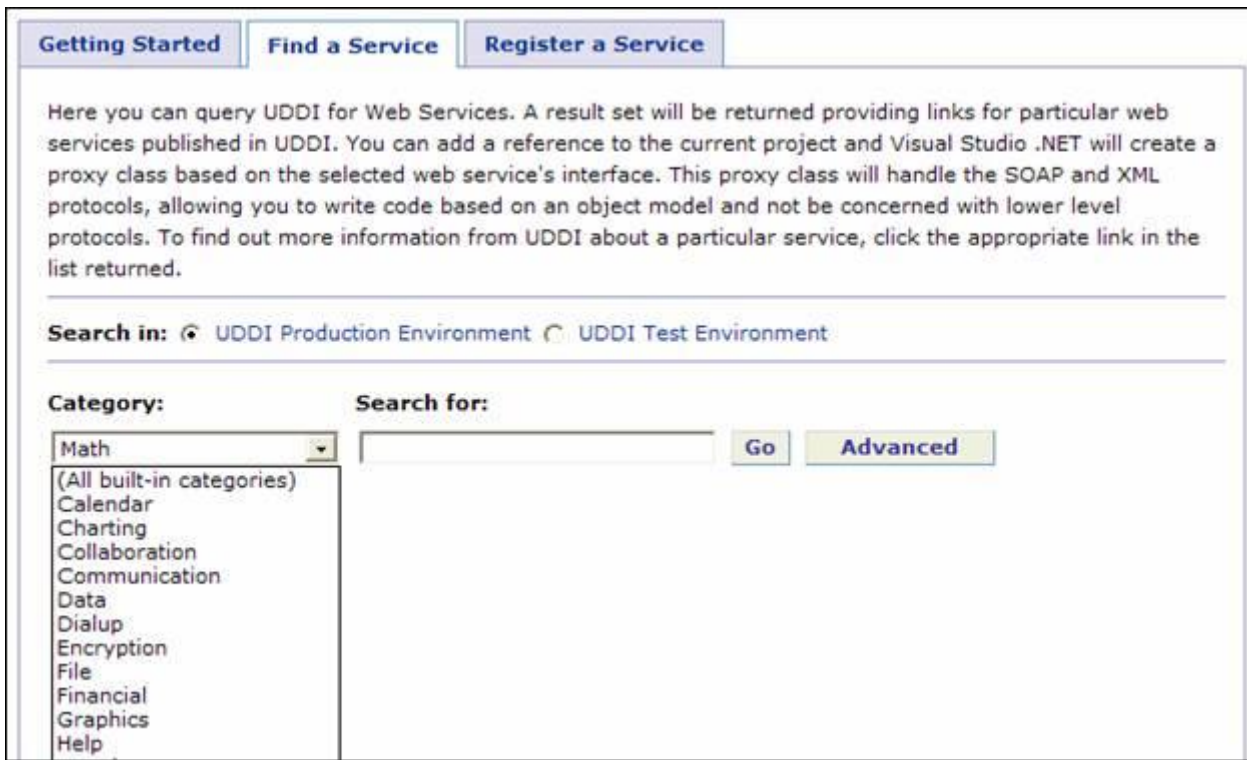 Getting Started Find a Service Register a Service
Here you can query UDDI for Web Services. A result set will be returned providing links for particular web
services published in UDDI. You can add a reference to the current project and Visual Studio .NET will create a
proxy class based on the selected web service's interface. This proxy class will handle the SOAP and XML
protocols, allowing you to write code based on an object model and not be concerned with lower level
protocols. To find out more information from UDDI about a particular service, click the appropriate link in the
list returned.
Search in: UDDI Production Environment UDDI Test Environment
Category: Search for:
Math Go Advanced
(All built-in categories)
Calendar
Charting
Collaboration
Communication
Data
Dialup
Encryption
File
Financial
Graphics
Help